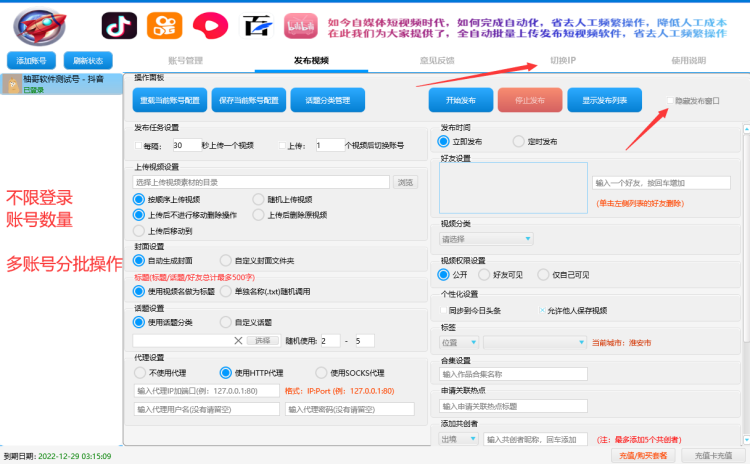 如今自媒体短视频时代，如何完成自动化，省去人工频繁操作，降低人工成本
在此我们为大家提供了，全自动批量上传发布短视频软件，省去人工频繁操作
添加账号
刷新状态
账号管理
发布视频
意见反馈
切换IP
使用说明
柚哥软件测试号 - 抖音
已登录
不限登录
账号数量
多账号分批操作
操作面板
重载当前账号配置
保存当前账号配置
话题分类管理
开始发布
停止发布
显示发布列表
隐藏发布窗口
发布任务设置
每隔： 30 秒上传一个视频
上传： 1 个视频后切换账号
上传视频设置
选择上传视频素材的目录
浏览
按顺序上传视频
随机上传视频
上传后不进行移动删除操作
上传后删除原视频
上传后移动到
封面设置
自动生成封面
自定义封面文件夹
标题(标题/话题/好友总计最多500字)
使用视频名做为标题
单独名称(.txt)随机调用
话题设置
使用话题分类
自定义话题
选择
随机使用: 2 - 5
代理设置
不使用代理
使用HTTP代理
使用SOCKS代理
输入代理IP加端口(例：127.0.0.1:80)
格式：IP:Port (例：127.0.0.1:80)
输入代理用户名(没有请留空)
输入代理密码(没有请留空)
发布时间
立即发布
定时发布
好友设置
输入一个好友，按回车增加
(单击左侧列表的好友删除)
视频分类
请选择
视频权限设置
公开
好友可见
仅自己可见
个性化设置
同步到今日头条
允许他人保存视频
标签
位置
当前城市：淮安市
合集设置
输入作品合集名称
申请关联热点
输入申请关联热点标题
添加共创者
出境
输入共创者昵称，回车添加
(注：最多添加5个共创者)
到期日期: 2022-12-29 03:15:09
充值/购买套餐
充值卡充值